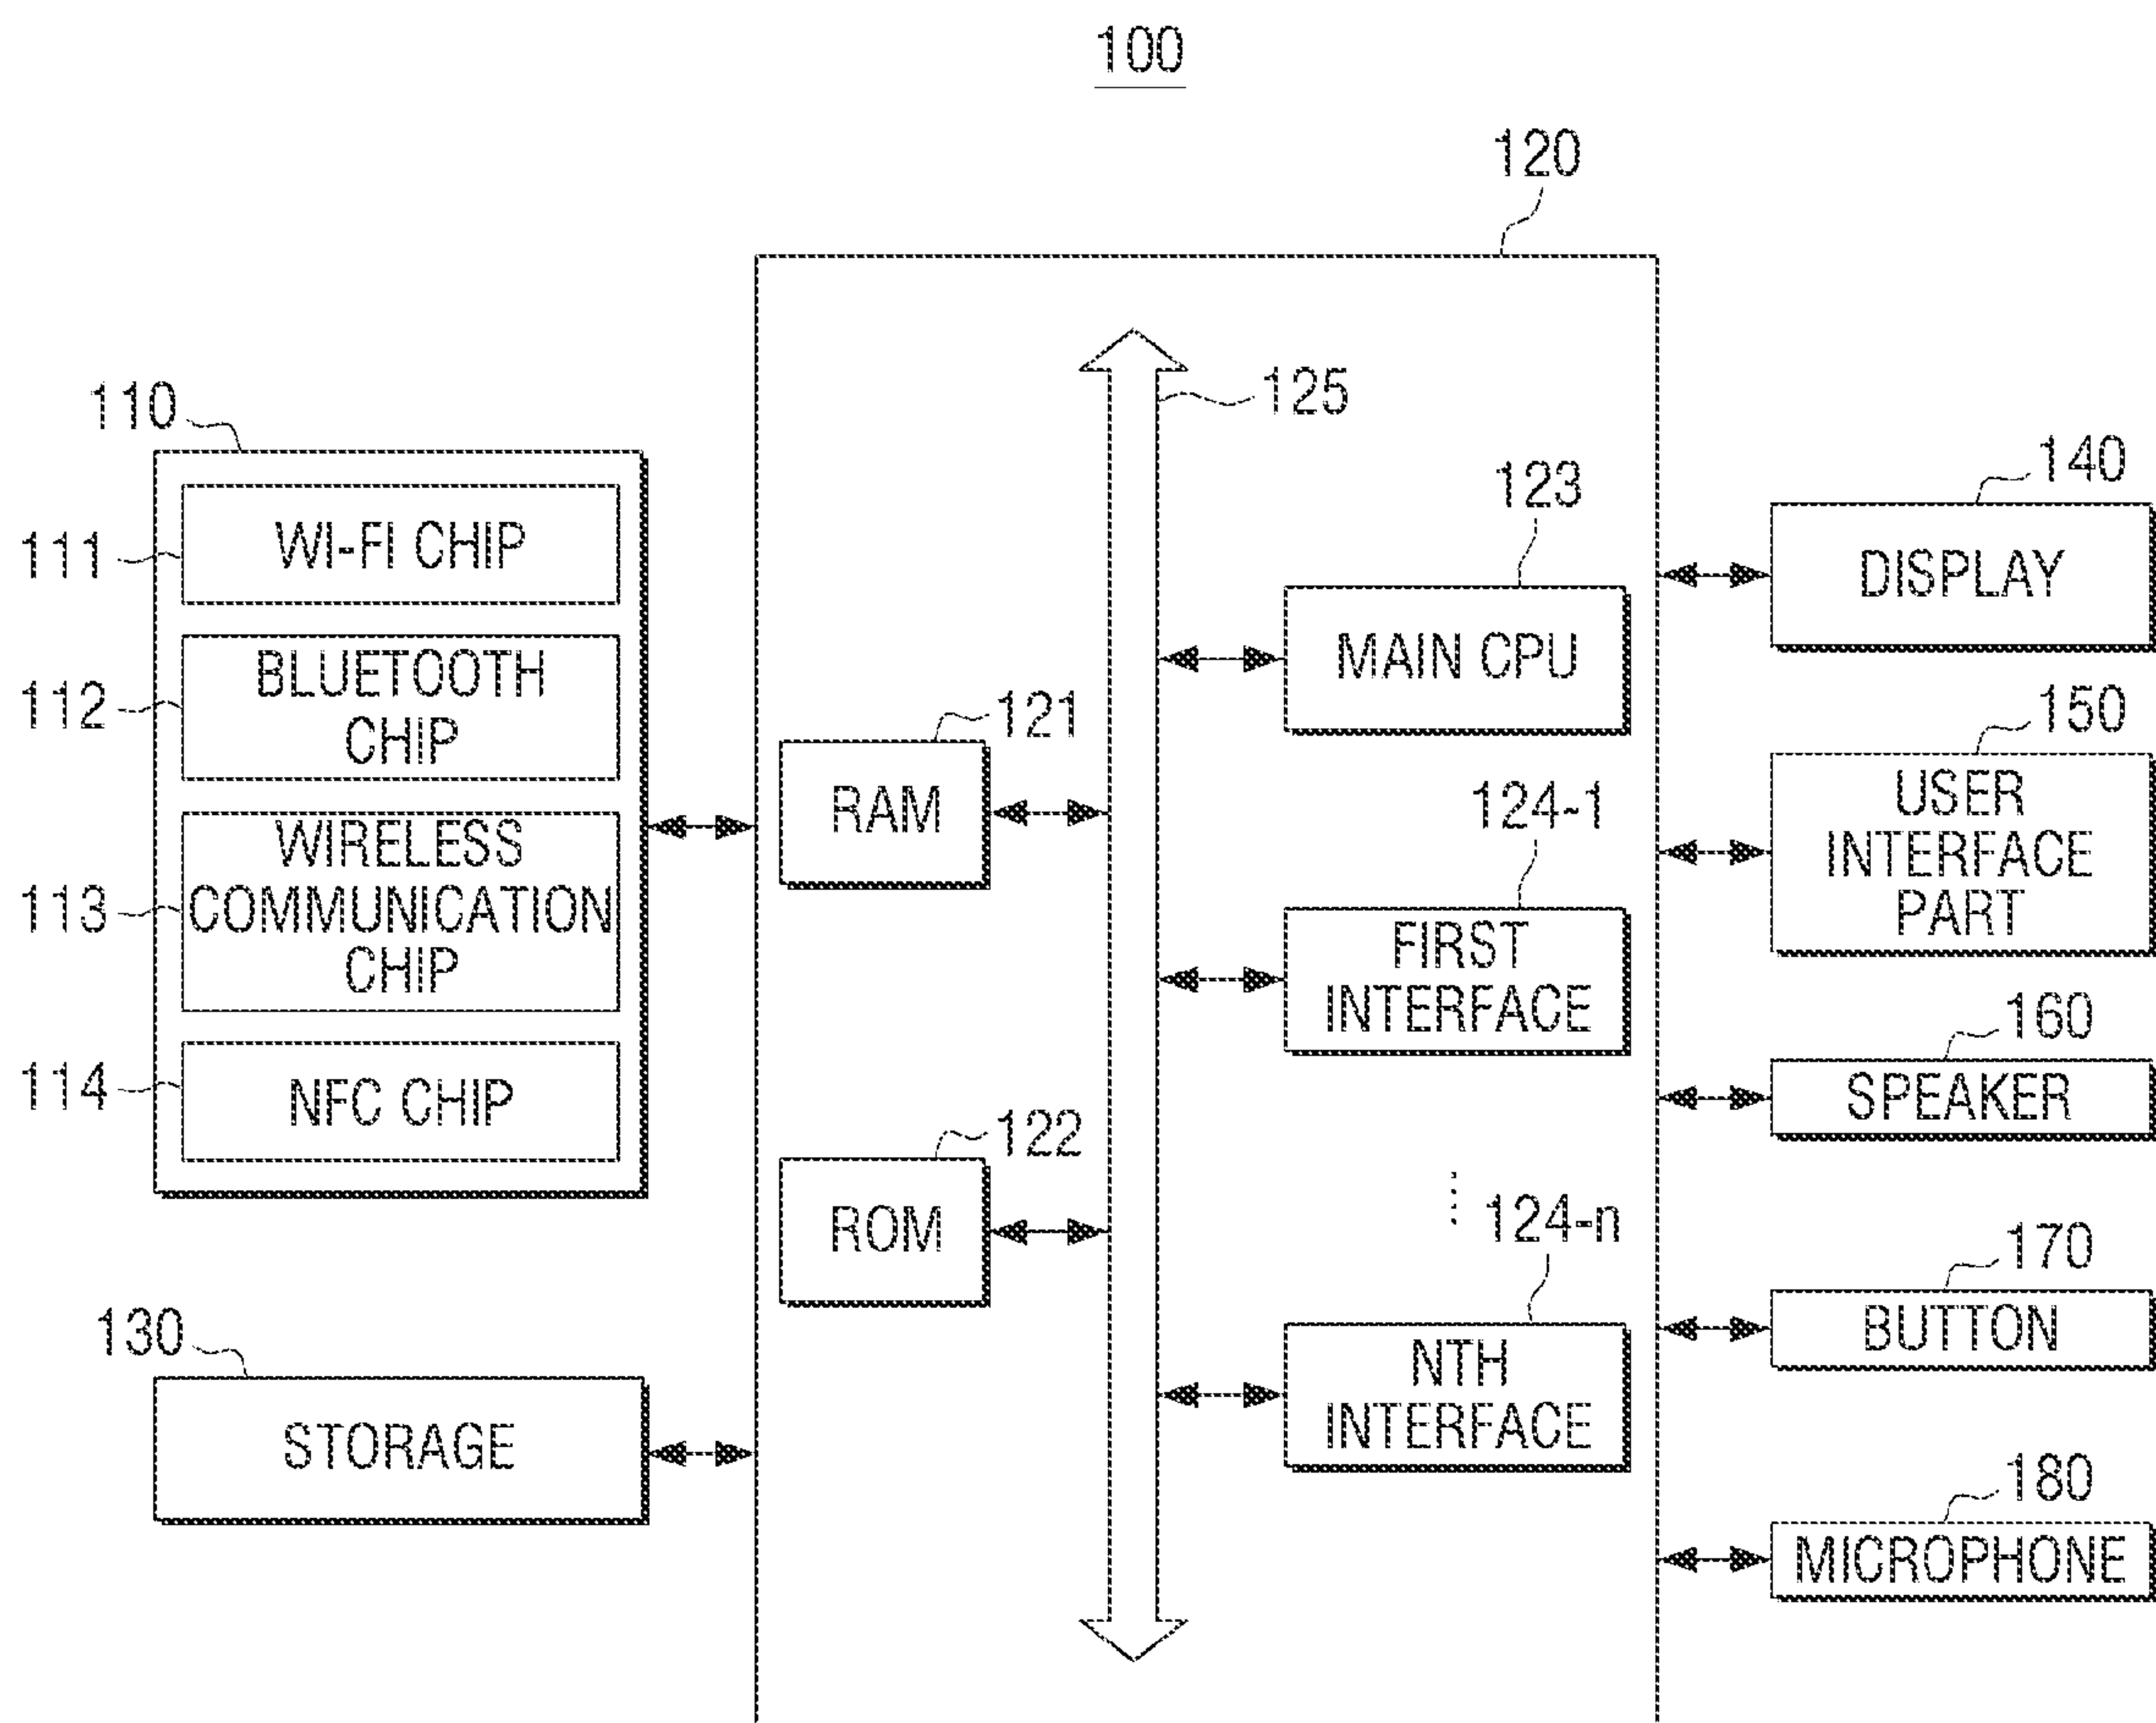 100
120
125
110
111
WI-FI CHIP
112
BLUETOOTH
CHIP
113
WIRELESS
COMMUNICATION
CHIP
114
NFC CHIP
130
STORAGE
121
RAM
122
ROM
123
MAIN CPU
124-1
FIRST
INTERFACE
⋮
124-n
NTH
INTERFACE
140
DISPLAY
150
USER
INTERFACE
PART
160
SPEAKER
170
BUTTON
180
MICROPHONE